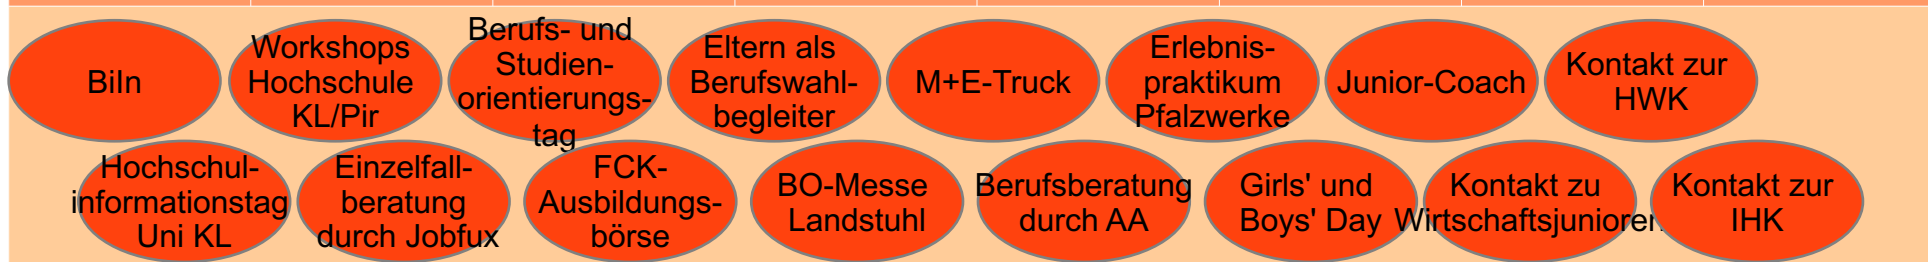 BiIn
Workshops
Hochschule
KL/Pir
Berufs- und
Studien-
orientierungs-
tag
Eltern als
Berufswahl-
begleiter
M+E-Truck
Erlebnis-
praktikum
Pfalzwerke
Junior-Coach
Kontakt zur
HWK
Hochschul-
informationstag
Uni KL
Einzelfall-
beratung
durch Jobfux
FCK-
Ausbildungs-
börse
BO-Messe
Landstuhl
Berufsberatung
durch AA
Girls' und
Boys' Day
Kontakt zu
Wirtschaftsjunioren
Kontakt zur
IHK